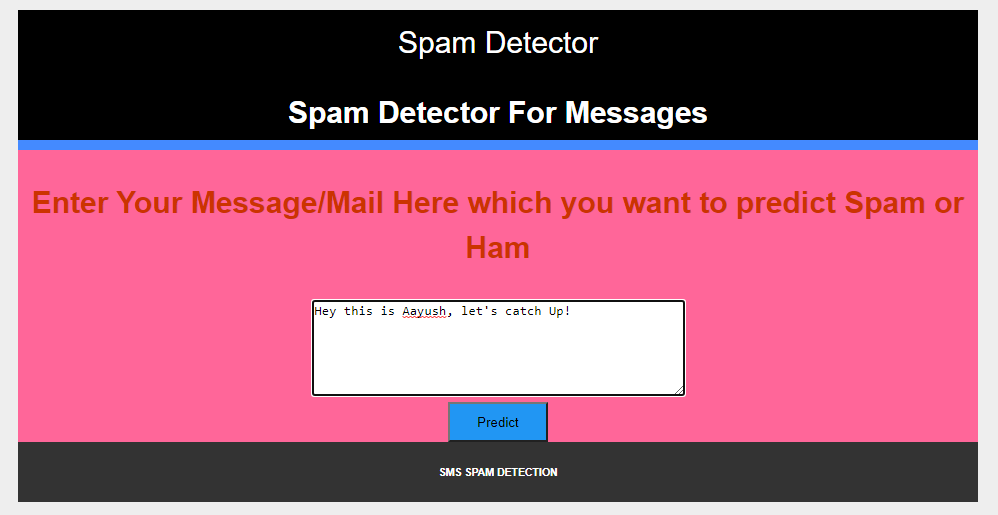 Spam Detector
Spam Detector For Messages
Enter Your Message/Mail Here which you want to predict Spam or
Ham
Hey this is Aayush, let's catch Up!
Predict
SMS SPAM DETECTION